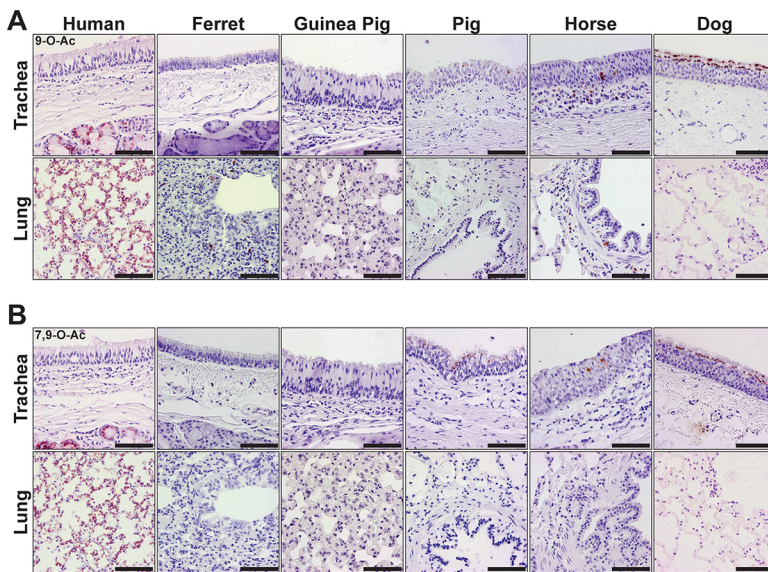 A
Human Ferret Guinea Pig Pig Horse Dog
Trachea
9-O-Ac
Lung
B
Trachea
7,9-O-Ac
Lung